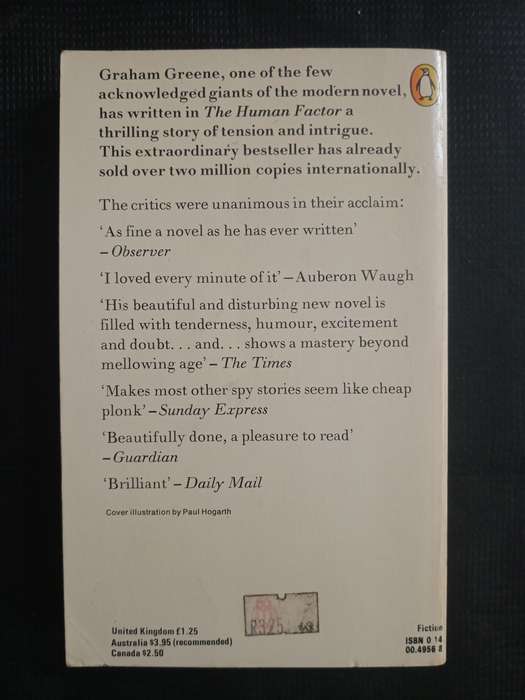 Graham Greene, one of the few
acknowledged giants of the modern novel,
has written in The Human Factor a
thrilling story of tension and intrigue.
This extraordinary bestseller has already
sold over two million copies internationally.
The critics were unanimous in their acclaim:
‘As fine a novel as he has ever written’
– Observer
‘I loved every minute of it’ – Auberon Waugh
‘His beautiful and disturbing new novel is
filled with tenderness, humour, excitement
and doubt. . . and. . . shows a mastery beyond
mellowing age’ – The Times
‘Makes most other spy stories seem like cheap
plonk’ – Sunday Express
‘Beautifully done, a pleasure to read’
– Guardian
‘Brilliant’ – Daily Mail
Cover illustration by Paul Hogarth
R3.25
United Kingdom £1.25
Australia $3.95 (recommended)
Canada $2.50
Fiction
ISBN 0 14
00.4956 8